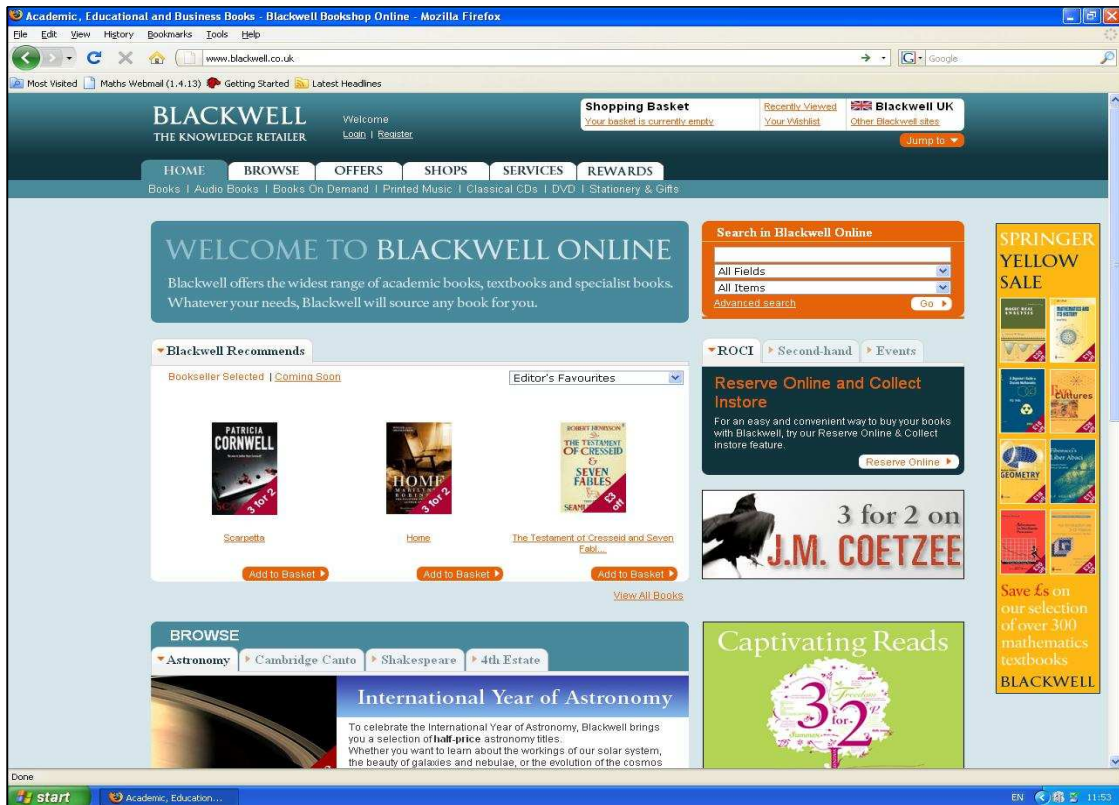 Academic, Educational and Business Books - Blackwell Bookshop Online - Mozilla Firefox
File Edit View History Bookmarks Tools Help
www.blackwell.co.uk
G Google
Most Visited Maths Webmail (1.4.13) Getting Started Latest Headlines
BLACKWELL
THE KNOWLEDGE RETAILER
Welcome
Login | Register
Shopping Basket
Your basket is currently empty
Recently Viewed
Your Wishlist
Blackwell UK
Other Blackwell sites
Jump to
HOME BROWSE OFFERS SHOPS SERVICES REWARDS
Books | Audio Books | Books On Demand | Printed Music | Classical CDs | DVD | Stationery & Gifts
WELCOME TO BLACKWELL ONLINE
Blackwell offers the widest range of academic books, textbooks and specialist books.
Whatever your needs, Blackwell will source any book for you.
Search in Blackwell Online
All Fields
All Items
Advanced search Go
SPRINGER
YELLOW
SALE
Blackwell Recommends
Bookseller Selected | Coming Soon
Editor's Favourites
PATRICIA
CORNWELL
3 for 2
HOME
3 for 2
ROBERT HENRYSON
THE TESTAMENT
OF CRESSEID
&
SEVEN
FABLES
£3
off
Scarpetta
Home
The Testament of Cresseid and Seven
Fabl...
Add to Basket Add to Basket Add to Basket
View All Books
ROCI Second-hand Events
Reserve Online and Collect
Instore
For an easy and convenient way to buy your books
with Blackwell, try our Reserve Online & Collect
instore feature.
Reserve Online
3 for 2 on
J.M. COETZEE
GEOMETRY
Save £s on
our selection
of over 300
mathematics
textbooks
BLACKWELL
BROWSE
Astronomy Cambridge Canto Shakespeare 4th Estate
International Year of Astronomy
To celebrate the International Year of Astronomy, Blackwell brings
you a selection of half-price astronomy titles.
Whether you want to learn about the workings of our solar system,
the beauty of galaxies and nebulae, or the evolution of the cosmos
Captivating Reads
3
for
2
Freedom
Done
start Academic, Education... EN 11:53